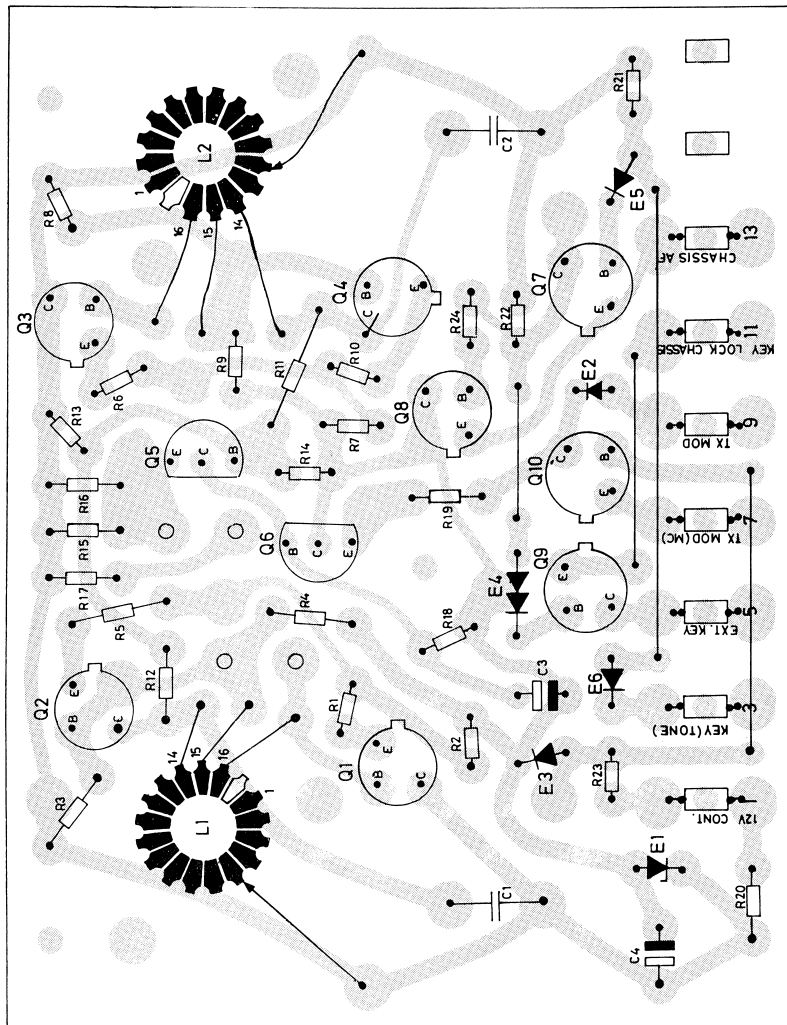 R21
L2
C2
1
16
15
14
R8
E5
13
CHASSIS AF
Q3
C
B
E
Q4
C
B
E
Q7
C
B
E
R24
R22
R9
R11
R10
11
KEY LOCK CHASSIS
R6
E2
R13
Q5
E
C
B
R7
Q8
C
B
E
9
TX MOD
R14
Q10
C
B
E
R16
R19
R15
Q6
B
C
E
7
TX MOD (MC)
R17
E4
Q9
E
B
C
R5
R4
5
EXT. KEY
R18
Q2
E
B
C
R12
C3
E6
R1
3
KEY (TONE)
14
15
16
1
Q1
E
B
C
R2
E3
R23
R3
L1
1
12V CONT.
E1
C1
R20
C4